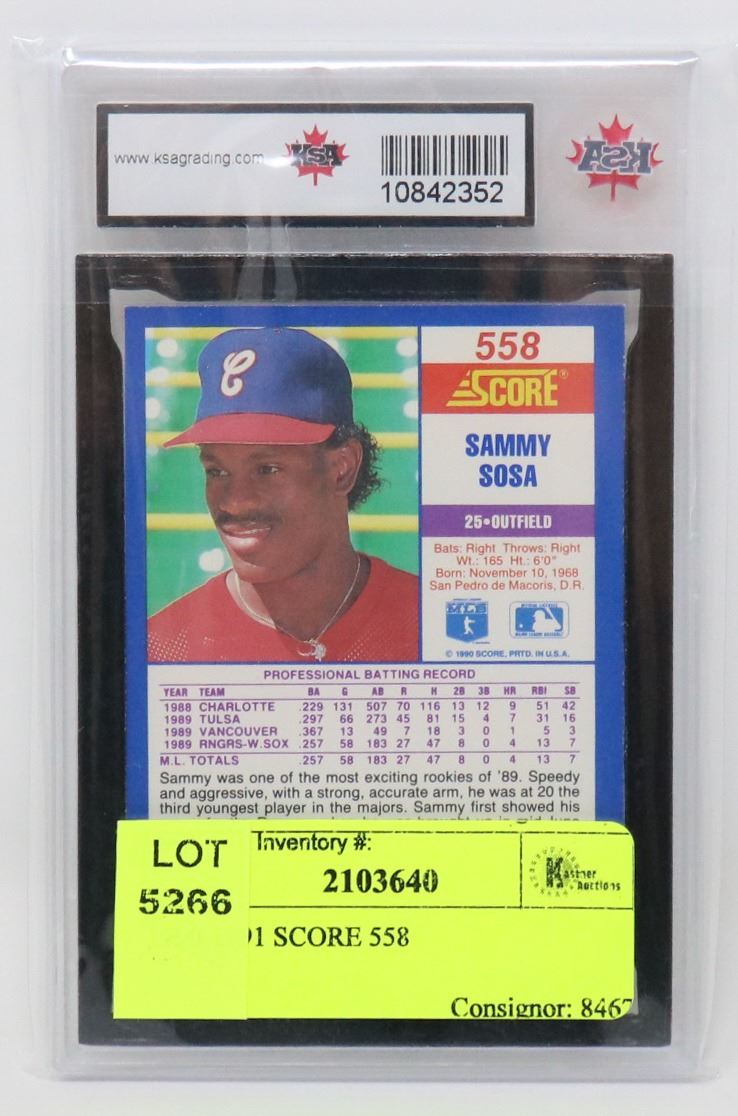 www.ksagrading.com
KSA
10842352
KSA
C
558
SCORE®
SAMMY
SOSA
25•OUTFIELD
Bats: Right Throws: Right
Wt.: 165 Ht.: 6'0"
Born: November 10, 1968
San Pedro de Macoris, D.R.
MLB
© 1990 SCORE, PRTD. IN U.S.A.
PROFESSIONAL BATTING RECORD
YEAR TEAM BA G AB R H 2B 3B HR RBI SB
1988 CHARLOTTE .229 131 507 70 116 13 12 9 51 42
1989 TULSA .297 66 273 45 81 15 4 7 31 16
1989 VANCOUVER .367 13 49 7 18 3 0 1 5 3
1989 RNGRS-W.SOX .257 58 183 27 47 8 0 4 13 7
M.L. TOTALS .257 58 183 27 47 8 0 4 13 7
Sammy was one of the most exciting rookies of '89. Speedy
and aggressive, with a strong, accurate arm, he was at 20 the
third youngest player in the majors. Sammy first showed his
LOT
5266
Inventory #:
2103640
Kastner
Auctions
91 SCORE 558
Consignor: 8467